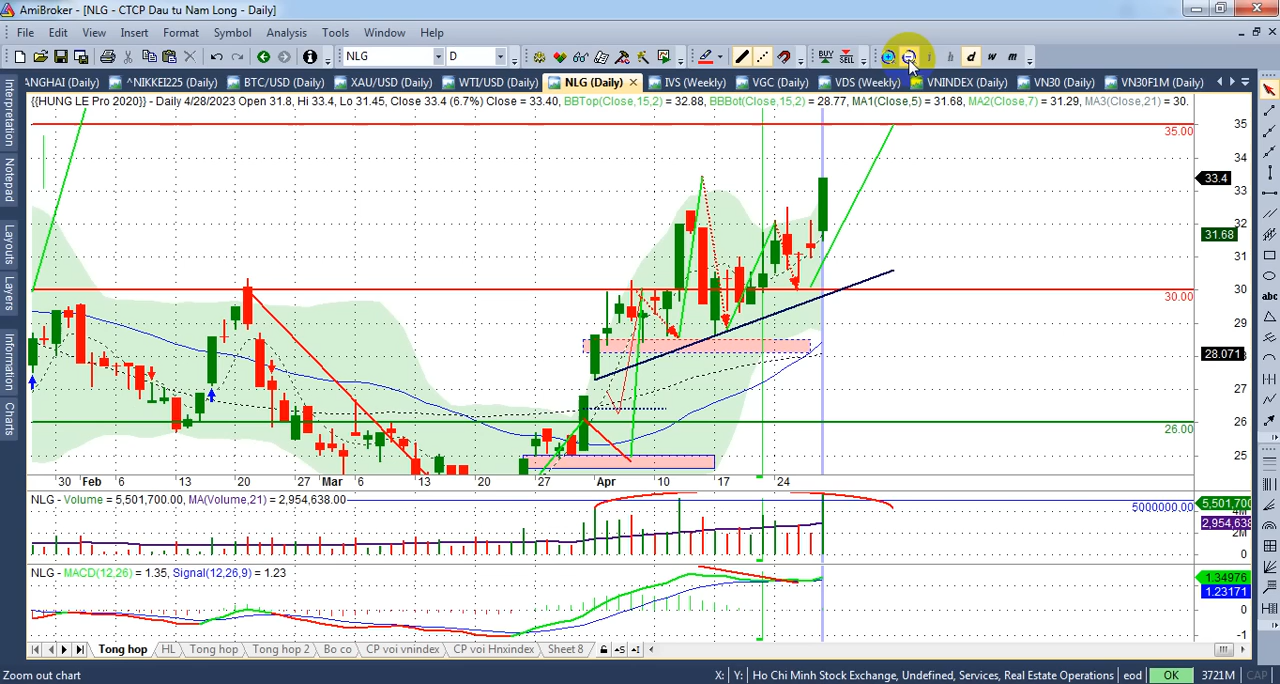 AmiBroker - [NLG - CTCP Dau tu Nam Long - Daily]
File Edit View Insert Format Symbol Analysis Tools Window Help
NLG D h d w m
BUY SELL
NGHAI (Daily) ^NIKKEI225 (Daily) BTC/USD (Daily) XAU/USD (Daily) WTI/USD (Daily) NLG (Daily) IVS (Weekly) VGC (Daily) VDS (Weekly) VNINDEX (Daily) VN30 (Daily) VN30F1M (Daily)
{{HUNG LE Pro 2020}} - Daily 4/28/2023 Open 31.8, Hi 33.4, Lo 31.45, Close 33.4 (6.7%) Close = 33.40, BBTop(Close,15,2) = 32.88, BBBot(Close,15,2) = 28.77, MA1(Close,5) = 31.68, MA2(Close,7) = 31.29, MA3(Close,21) = 30.
Interpretation
Notepad
Layouts
Layers
Information
Charts
35
35.00
34
33.4
33
32
31.68
31
abc
30
30.00
29
28.071
27
26
26.00
25
30 Feb 6 13 20 27 Mar 6 13 20 27 Apr 10 17 24
NLG - Volume = 5,501,700.00, MA(Volume,21) = 2,954,638.00
5,501,700
5000000.00
4M
2,954,638
2M
0
NLG - MACD(12,26) = 1.35, Signal(12,26,9) = 1.23
1.34976
1.23171
0
-1
Tong hop HL Tong hop Tong hop 2 Bo co CP voi vnindex CP voi Hnxindex Sheet 8
Zoom out chart X: Y: Ho Chi Minh Stock Exchange, Undefined, Services, Real Estate Operations eod OK 3721M CAP